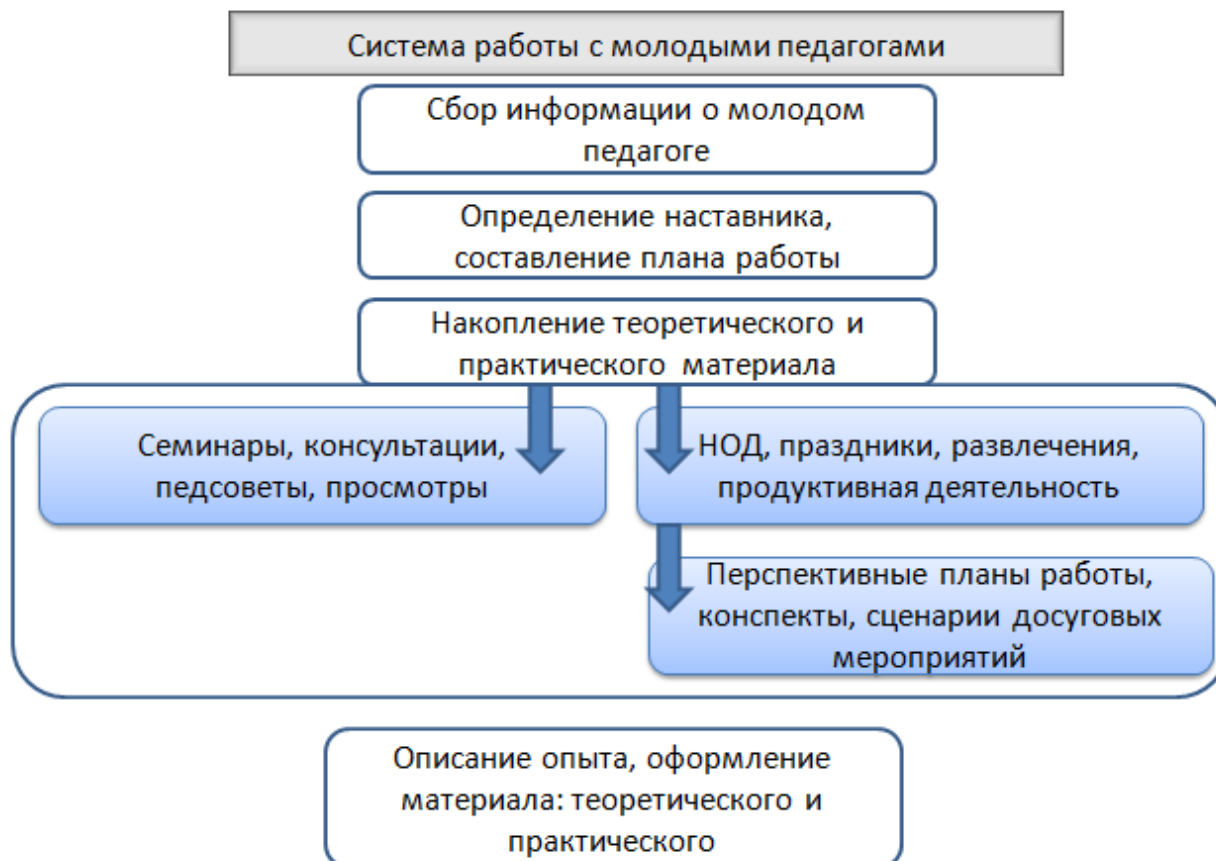 Система работы с молодыми педагогами
Сбор информации о молодом
педагоге
Определение наставника,
составление плана работы
Накопление теоретического и
практического материала
Семинары, консультации,
педсоветы, просмотры
НОД, праздники, развлечения,
продуктивная деятельность
Перспективные планы работы,
конспекты, сценарии досуговых
мероприятий
Описание опыта, оформление
материала: теоретического и
практического